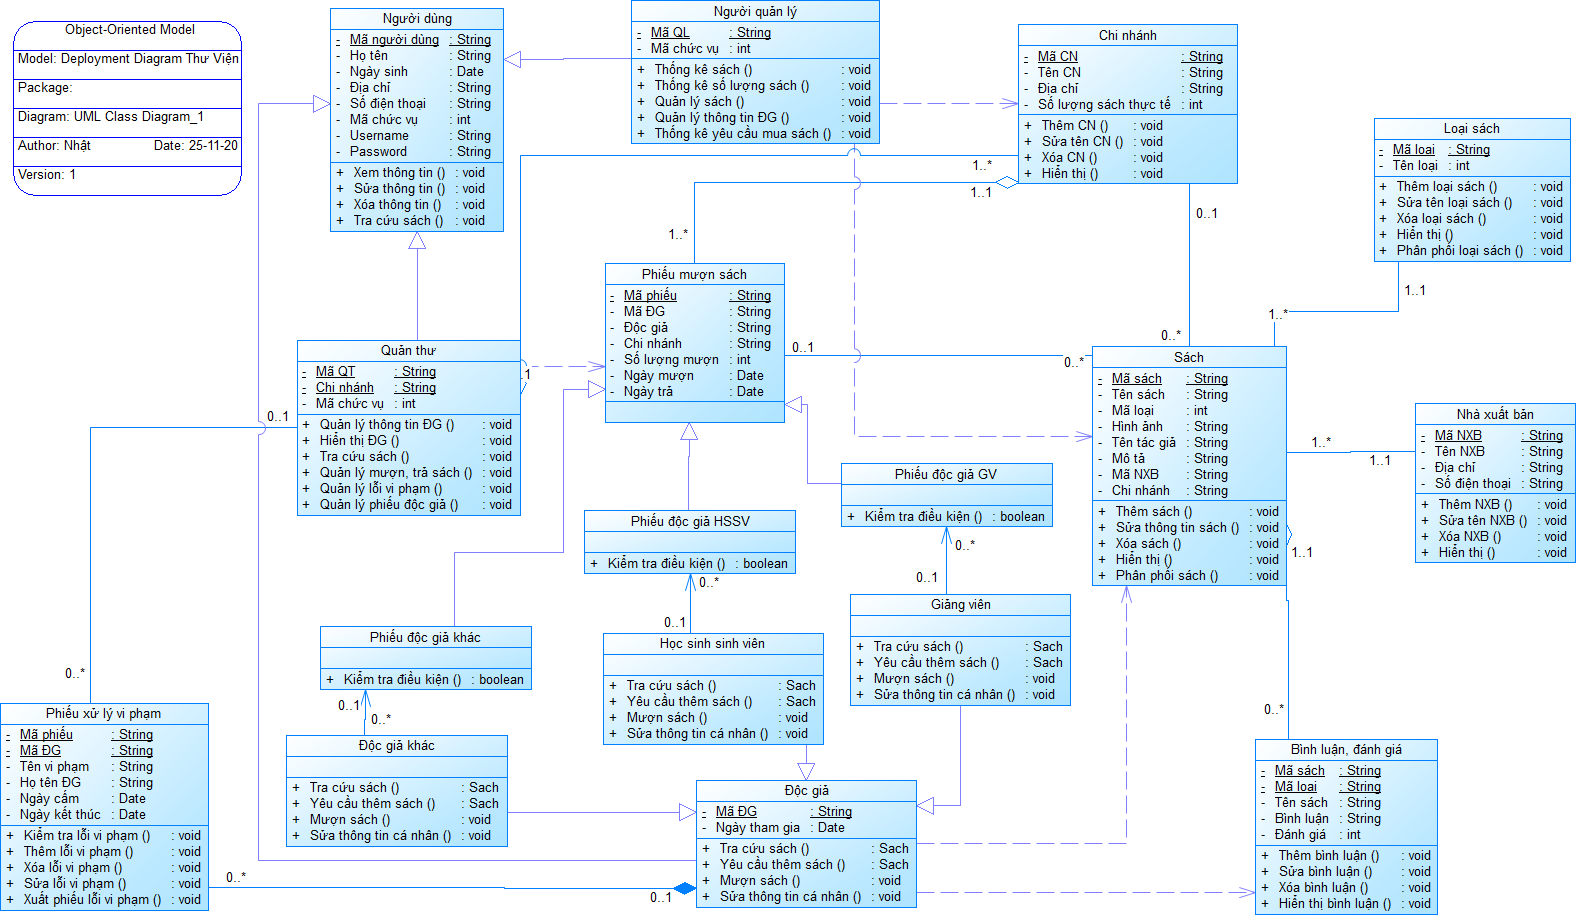 Object-Oriented Model
Model: Deployment Diagram Thư Viện
Package:
Diagram: UML Class Diagram_1
Author: Nhật Date: 25-11-20
Version: 1
Người dùng
- Mã người dùng : String
- Họ tên : String
- Ngày sinh : Date
- Địa chỉ : String
- Số điện thoại : String
- Mã chức vụ : int
- Username : String
- Password : String
+ Xem thông tin () : void
+ Sửa thông tin () : void
+ Xóa thông tin () : void
+ Tra cứu sách () : void
Người quản lý
- Mã QL : String
- Mã chức vụ : int
+ Thống kê sách () : void
+ Thống kê số lượng sách () : void
+ Quản lý sách () : void
+ Quản lý thông tin ĐG () : void
+ Thống kê yêu cầu mua sách () : void
Chi nhánh
- Mã CN : String
- Tên CN : String
- Địa chỉ : String
- Số lượng sách thực tế : int
+ Thêm CN () : void
+ Sửa tên CN () : void
+ Xóa CN () : void
+ Hiển thị () : void
Loại sách
- Mã loại : String
- Tên loại : int
+ Thêm loại sách () : void
+ Sửa tên loại sách () : void
+ Xóa loại sách () : void
+ Hiển thị () : void
+ Phân phối loại sách () : void
1..*
1..1
0..1
1..*
1..1
1..*
0..*
Phiếu mượn sách
- Mã phiếu : String
- Mã ĐG : String
- Độc giả : String
- Chi nhánh : String
- Số lượng mượn : int
- Ngày mượn : Date
- Ngày trả : Date
0..1
0..*
Quản thư
- Mã QT : String
- Chi nhánh : String
- Mã chức vụ : int
+ Quản lý thông tin ĐG () : void
+ Hiển thị ĐG () : void
+ Tra cứu sách () : void
+ Quản lý mượn, trả sách () : void
+ Quản lý lỗi vi phạm () : void
+ Quản lý phiếu độc giả () : void
0..1
Sách
- Mã sách : String
- Tên sách : String
- Mã loại : int
- Hình ảnh : String
- Tên tác giả : String
- Mô tả : String
- Mã NXB : String
- Chi nhánh : String
+ Thêm sách () : void
+ Sửa thông tin sách () : void
+ Xóa sách () : void
+ Hiển thị () : void
+ Phân phối sách () : void
1..*
1..1
Nhà xuất bản
- Mã NXB : String
- Tên NXB : String
- Địa chỉ : String
- Số điện thoại : String
+ Thêm NXB () : void
+ Sửa tên NXB () : void
+ Xóa NXB () : void
+ Hiển thị () : void
1..1
Phiếu độc giả GV
+ Kiểm tra điều kiện () : boolean
0..*
0..1
Phiếu độc giả HSSV
+ Kiểm tra điều kiện () : boolean
0..*
0..1
Giảng viên
+ Tra cứu sách () : Sach
+ Yêu cầu thêm sách () : Sach
+ Mượn sách () : void
+ Sửa thông tin cá nhân () : void
Phiếu độc giả khác
+ Kiểm tra điều kiện () : boolean
0..1
0..*
Học sinh sinh viên
+ Tra cứu sách () : Sach
+ Yêu cầu thêm sách () : Sach
+ Mượn sách () : void
+ Sửa thông tin cá nhân () : void
0..*
0..*
Phiếu xử lý vi phạm
- Mã phiếu : String
- Mã ĐG : String
- Tên vi phạm : String
- Họ tên ĐG : String
- Ngày cấm : Date
- Ngày kết thúc : Date
+ Kiểm tra lỗi vi phạm () : void
+ Thêm lỗi vi phạm () : void
+ Xóa lỗi vi phạm () : void
+ Sửa lỗi vi phạm () : void
+ Xuất phiếu lỗi vi phạm () : void
Độc giả khác
+ Tra cứu sách () : Sach
+ Yêu cầu thêm sách () : Sach
+ Mượn sách () : void
+ Sửa thông tin cá nhân () : void
Độc giả
- Mã ĐG : String
- Ngày tham gia : Date
+ Tra cứu sách () : Sach
+ Yêu cầu thêm sách () : Sach
+ Mượn sách () : void
+ Sửa thông tin cá nhân () : void
0..*
0..1
Bình luận, đánh giá
- Mã sách : String
- Mã loại : String
- Tên sách : String
- Bình luận : String
- Đánh giá : int
+ Thêm bình luận () : void
+ Sửa bình luận () : void
+ Xóa bình luận () : void
+ Hiển thị bình luận () : void